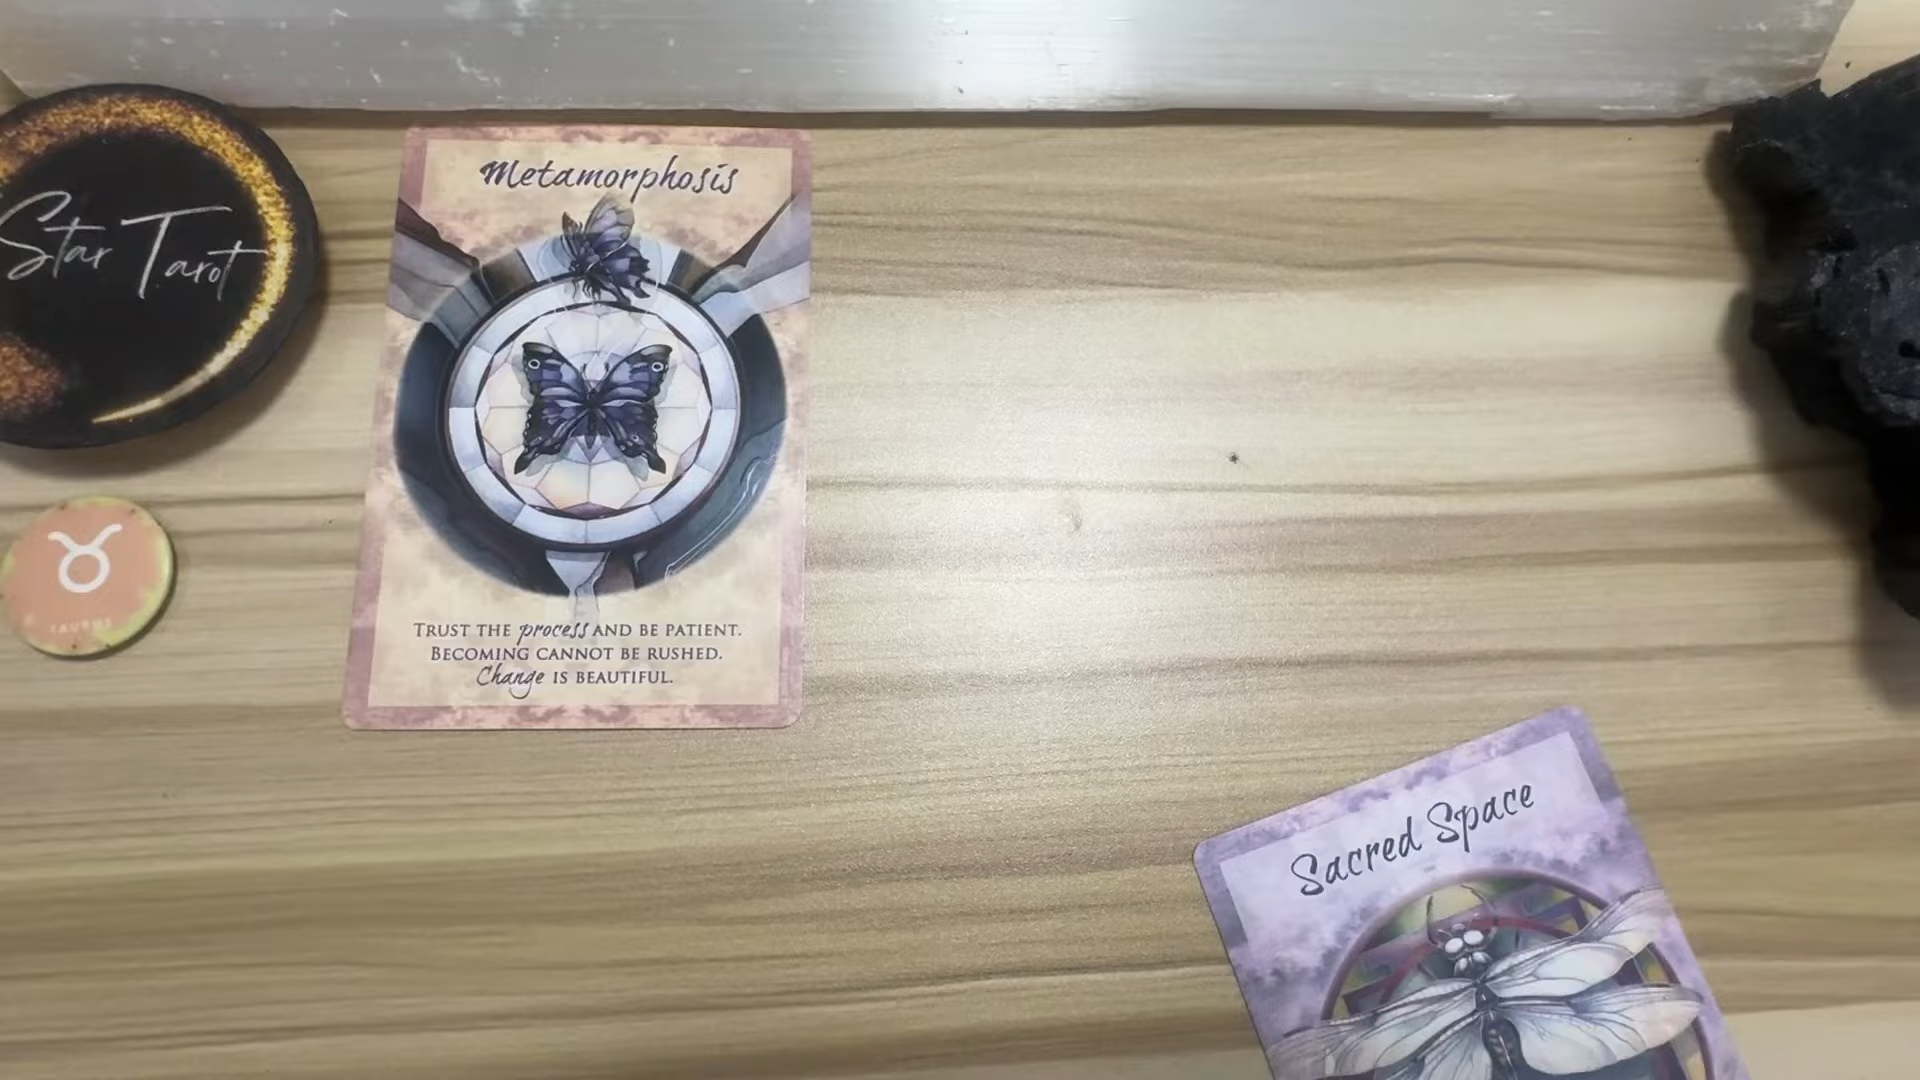 Star Tarot
TAURUS
Metamorphosis
TRUST THE process AND BE PATIENT.
BECOMING CANNOT BE RUSHED.
Change IS BEAUTIFUL.
Sacred Space